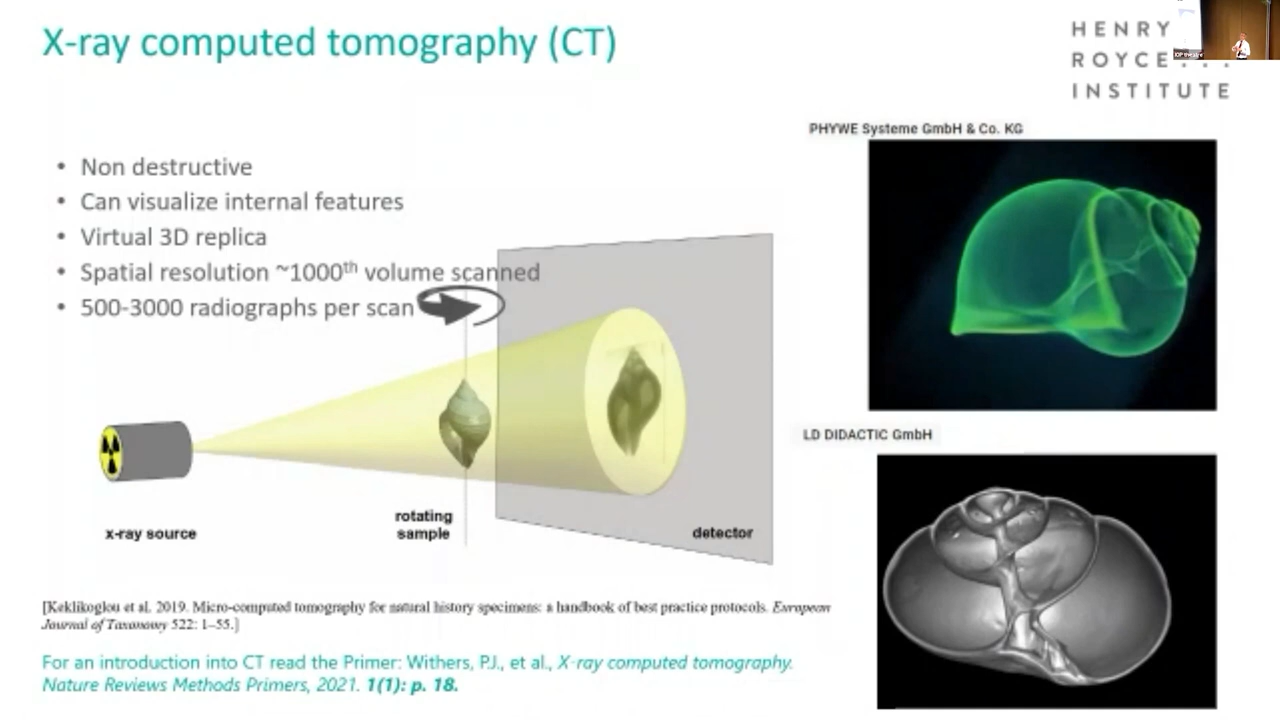 X-ray computed tomography (CT)
HENRY
ROYCE
INSTITUTE
IOP theatre
• Non destructive
• Can visualize internal features
• Virtual 3D replica
• Spatial resolution ~1000th volume scanned
• 500-3000 radiographs per scan
x-ray source
rotating
sample
detector
PHYWE Systeme GmbH & Co. KG
LD DIDACTIC GmbH
[Keklikoglou et al. 2019. Micro-computed tomography for natural history specimens: a handbook of best practice protocols. European
Journal of Taxonomy 522: 1–55.]
For an introduction into CT read the Primer: Withers, P.J., et al., X-ray computed tomography.
Nature Reviews Methods Primers, 2021. 1(1): p. 18.